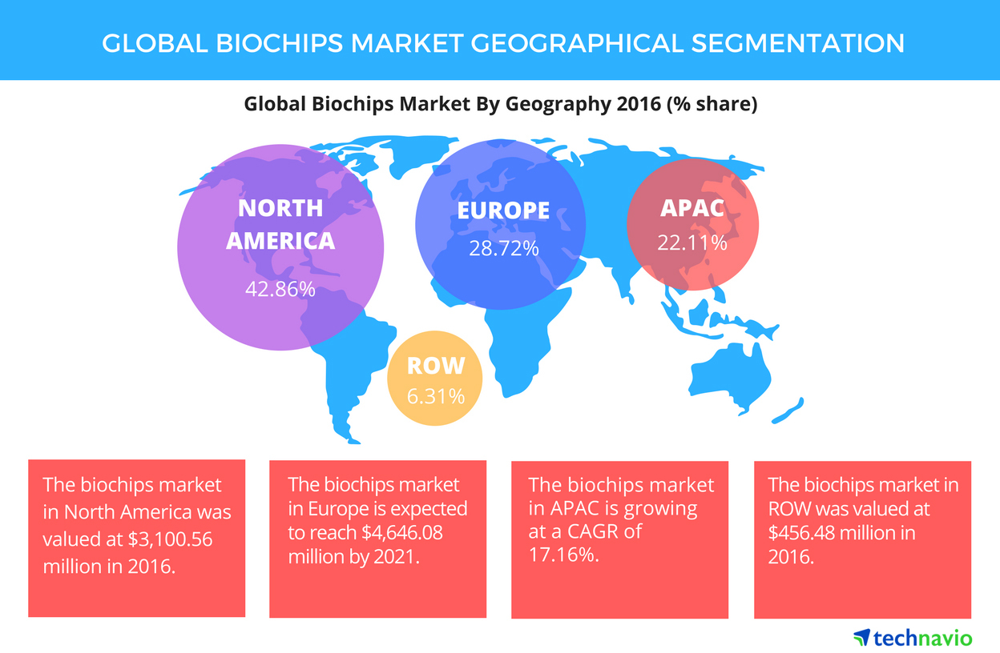 GLOBAL BIOCHIPS MARKET GEOGRAPHICAL SEGMENTATION
Global Biochips Market By Geography 2016 (% share)
NORTH
AMERICA
42.86%
EUROPE
28.72%
APAC
22.11%
ROW
6.31%
The biochips market
in North America was
valued at $3,100.56
million in 2016.
The biochips market
in Europe is expected
to reach $4,646.08
million by 2021.
The biochips market
in APAC is growing
at a CAGR of
17.16%.
The biochips market in
ROW was valued at
$456.48 million in
2016.
technavio